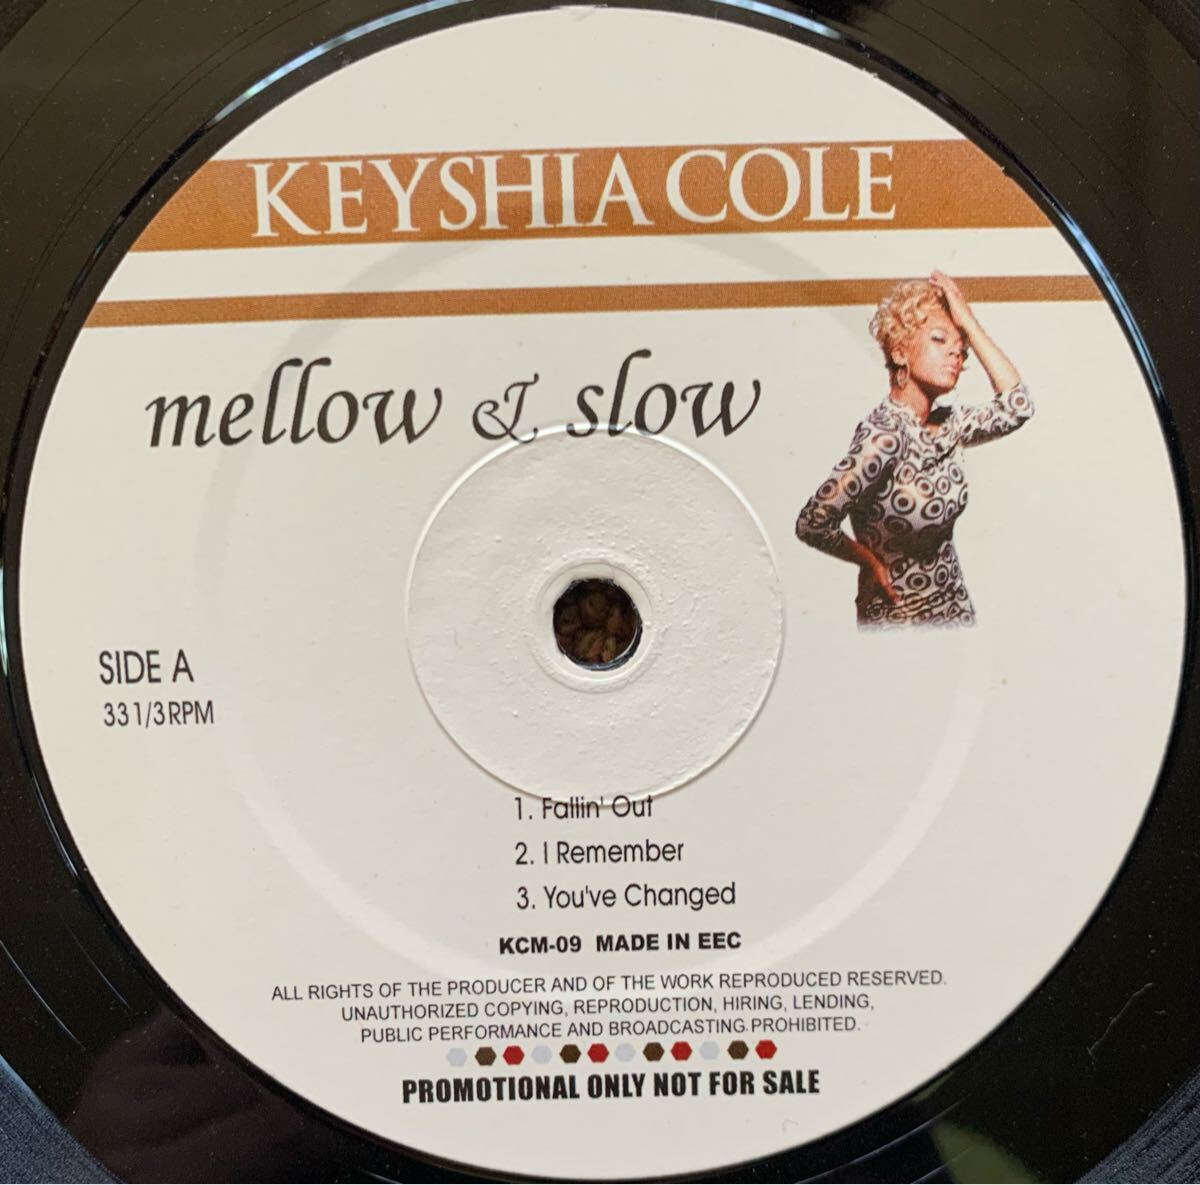 KEYSHIA COLE
mellow & slow
SIDE A
33 1/3 RPM
1. Fallin' Out
2. I Remember
3. You've Changed
KCM-09 MADE IN EEC
ALL RIGHTS OF THE PRODUCER AND OF THE WORK REPRODUCED RESERVED.
UNAUTHORIZED COPYING, REPRODUCTION, HIRING, LENDING,
PUBLIC PERFORMANCE AND BROADCASTING PROHIBITED.
PROMOTIONAL ONLY NOT FOR SALE